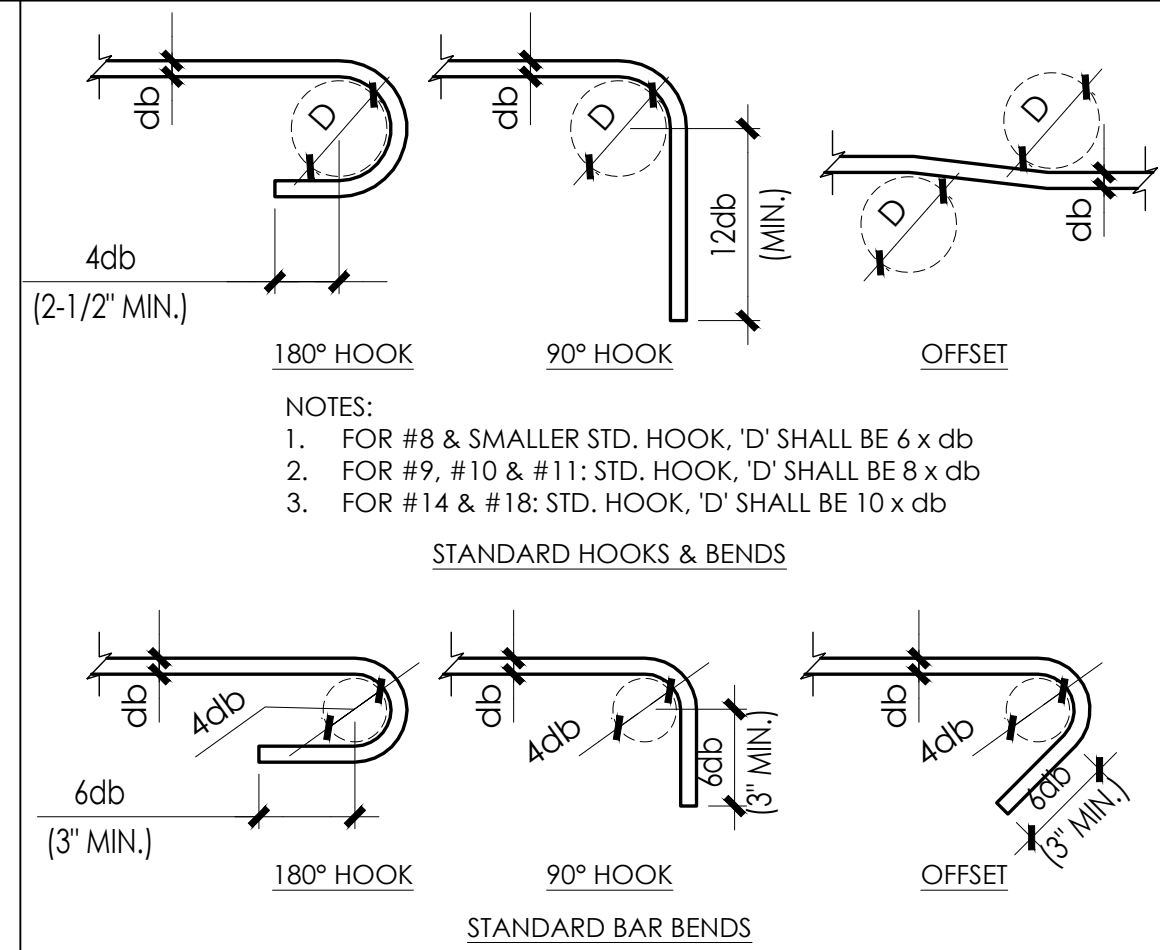 db
D
4db
(2-1/2" MIN.)
180° HOOK
db
D
12db
(MIN.)
90° HOOK
D
D
db
OFFSET
NOTES:
1. FOR #8 & SMALLER STD. HOOK, 'D' SHALL BE 6 x db
2. FOR #9, #10 & #11: STD. HOOK, 'D' SHALL BE 8 x db
3. FOR #14 & #18: STD. HOOK, 'D' SHALL BE 10 x db
STANDARD HOOKS & BENDS
db
4db
6db
(3" MIN.)
180° HOOK
db
4db
6db
(3" MIN.)
90° HOOK
db
4db
6db
(3" MIN.)
OFFSET
STANDARD BAR BENDS